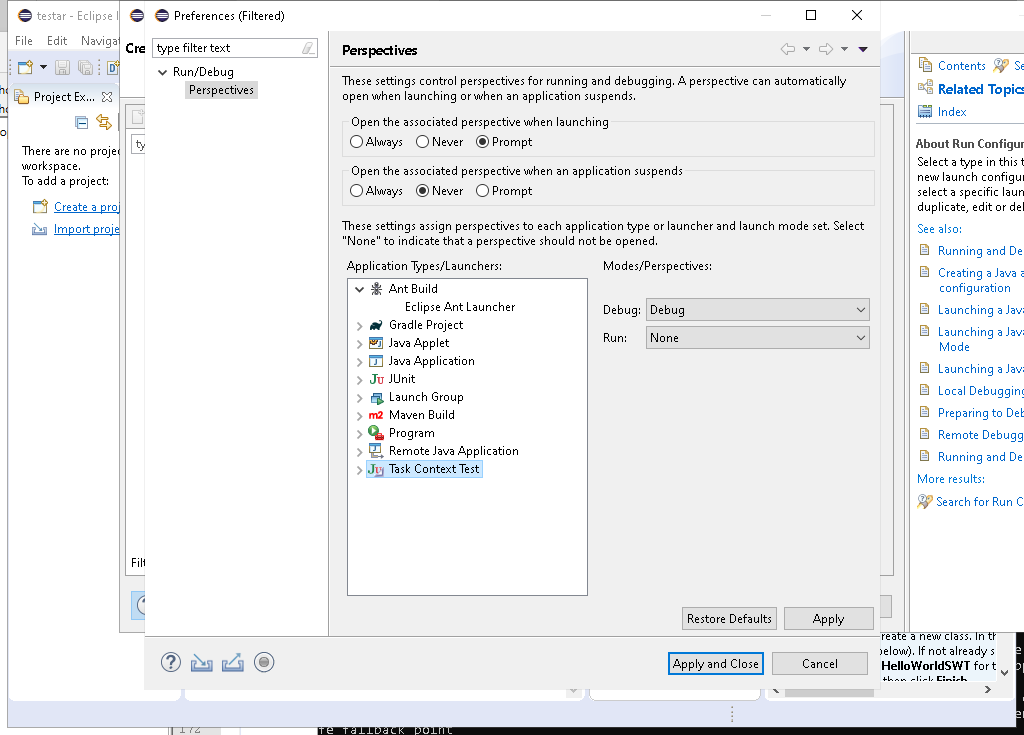 testar - Eclipse I
Preferences (Filtered)
File Edit Navigat
Cre
type filter text
Perspectives
Run/Debug
Perspectives
These settings control perspectives for running and debugging. A perspective can automatically
open when launching or when an application suspends.
Open the associated perspective when launching
Always Never Prompt
Open the associated perspective when an application suspends
Always Never Prompt
These settings assign perspectives to each application type or launcher and launch mode set. Select
"None" to indicate that a perspective should not be opened.
Application Types/Launchers:
Modes/Perspectives:
Ant Build
Eclipse Ant Launcher
Gradle Project
Java Applet
Java Application
JUnit
Launch Group
Maven Build
Program
Remote Java Application
Task Context Test
Debug: Debug
Run: None
Restore Defaults Apply
Apply and Close Cancel
Project Ex...
There are no projec
workspace.
To add a project:
Create a proj
Import proje
ty
Filt
Contents Se
Related Topics
Index
About Run Configur
Select a type in this t
new launch configur
select a specific laun
duplicate, edit or del
See also:
Running and De
Creating a Java a
configuration
Launching a Java
Launching a Java
Mode
Launching a Java
Local Debugging
Preparing to Deb
Remote Debugg
Running and De
More results:
Search for Run C
reate a new class. In th
below). If not already s
HelloWorldSWT for t
then click Finish
172
fe fallback point